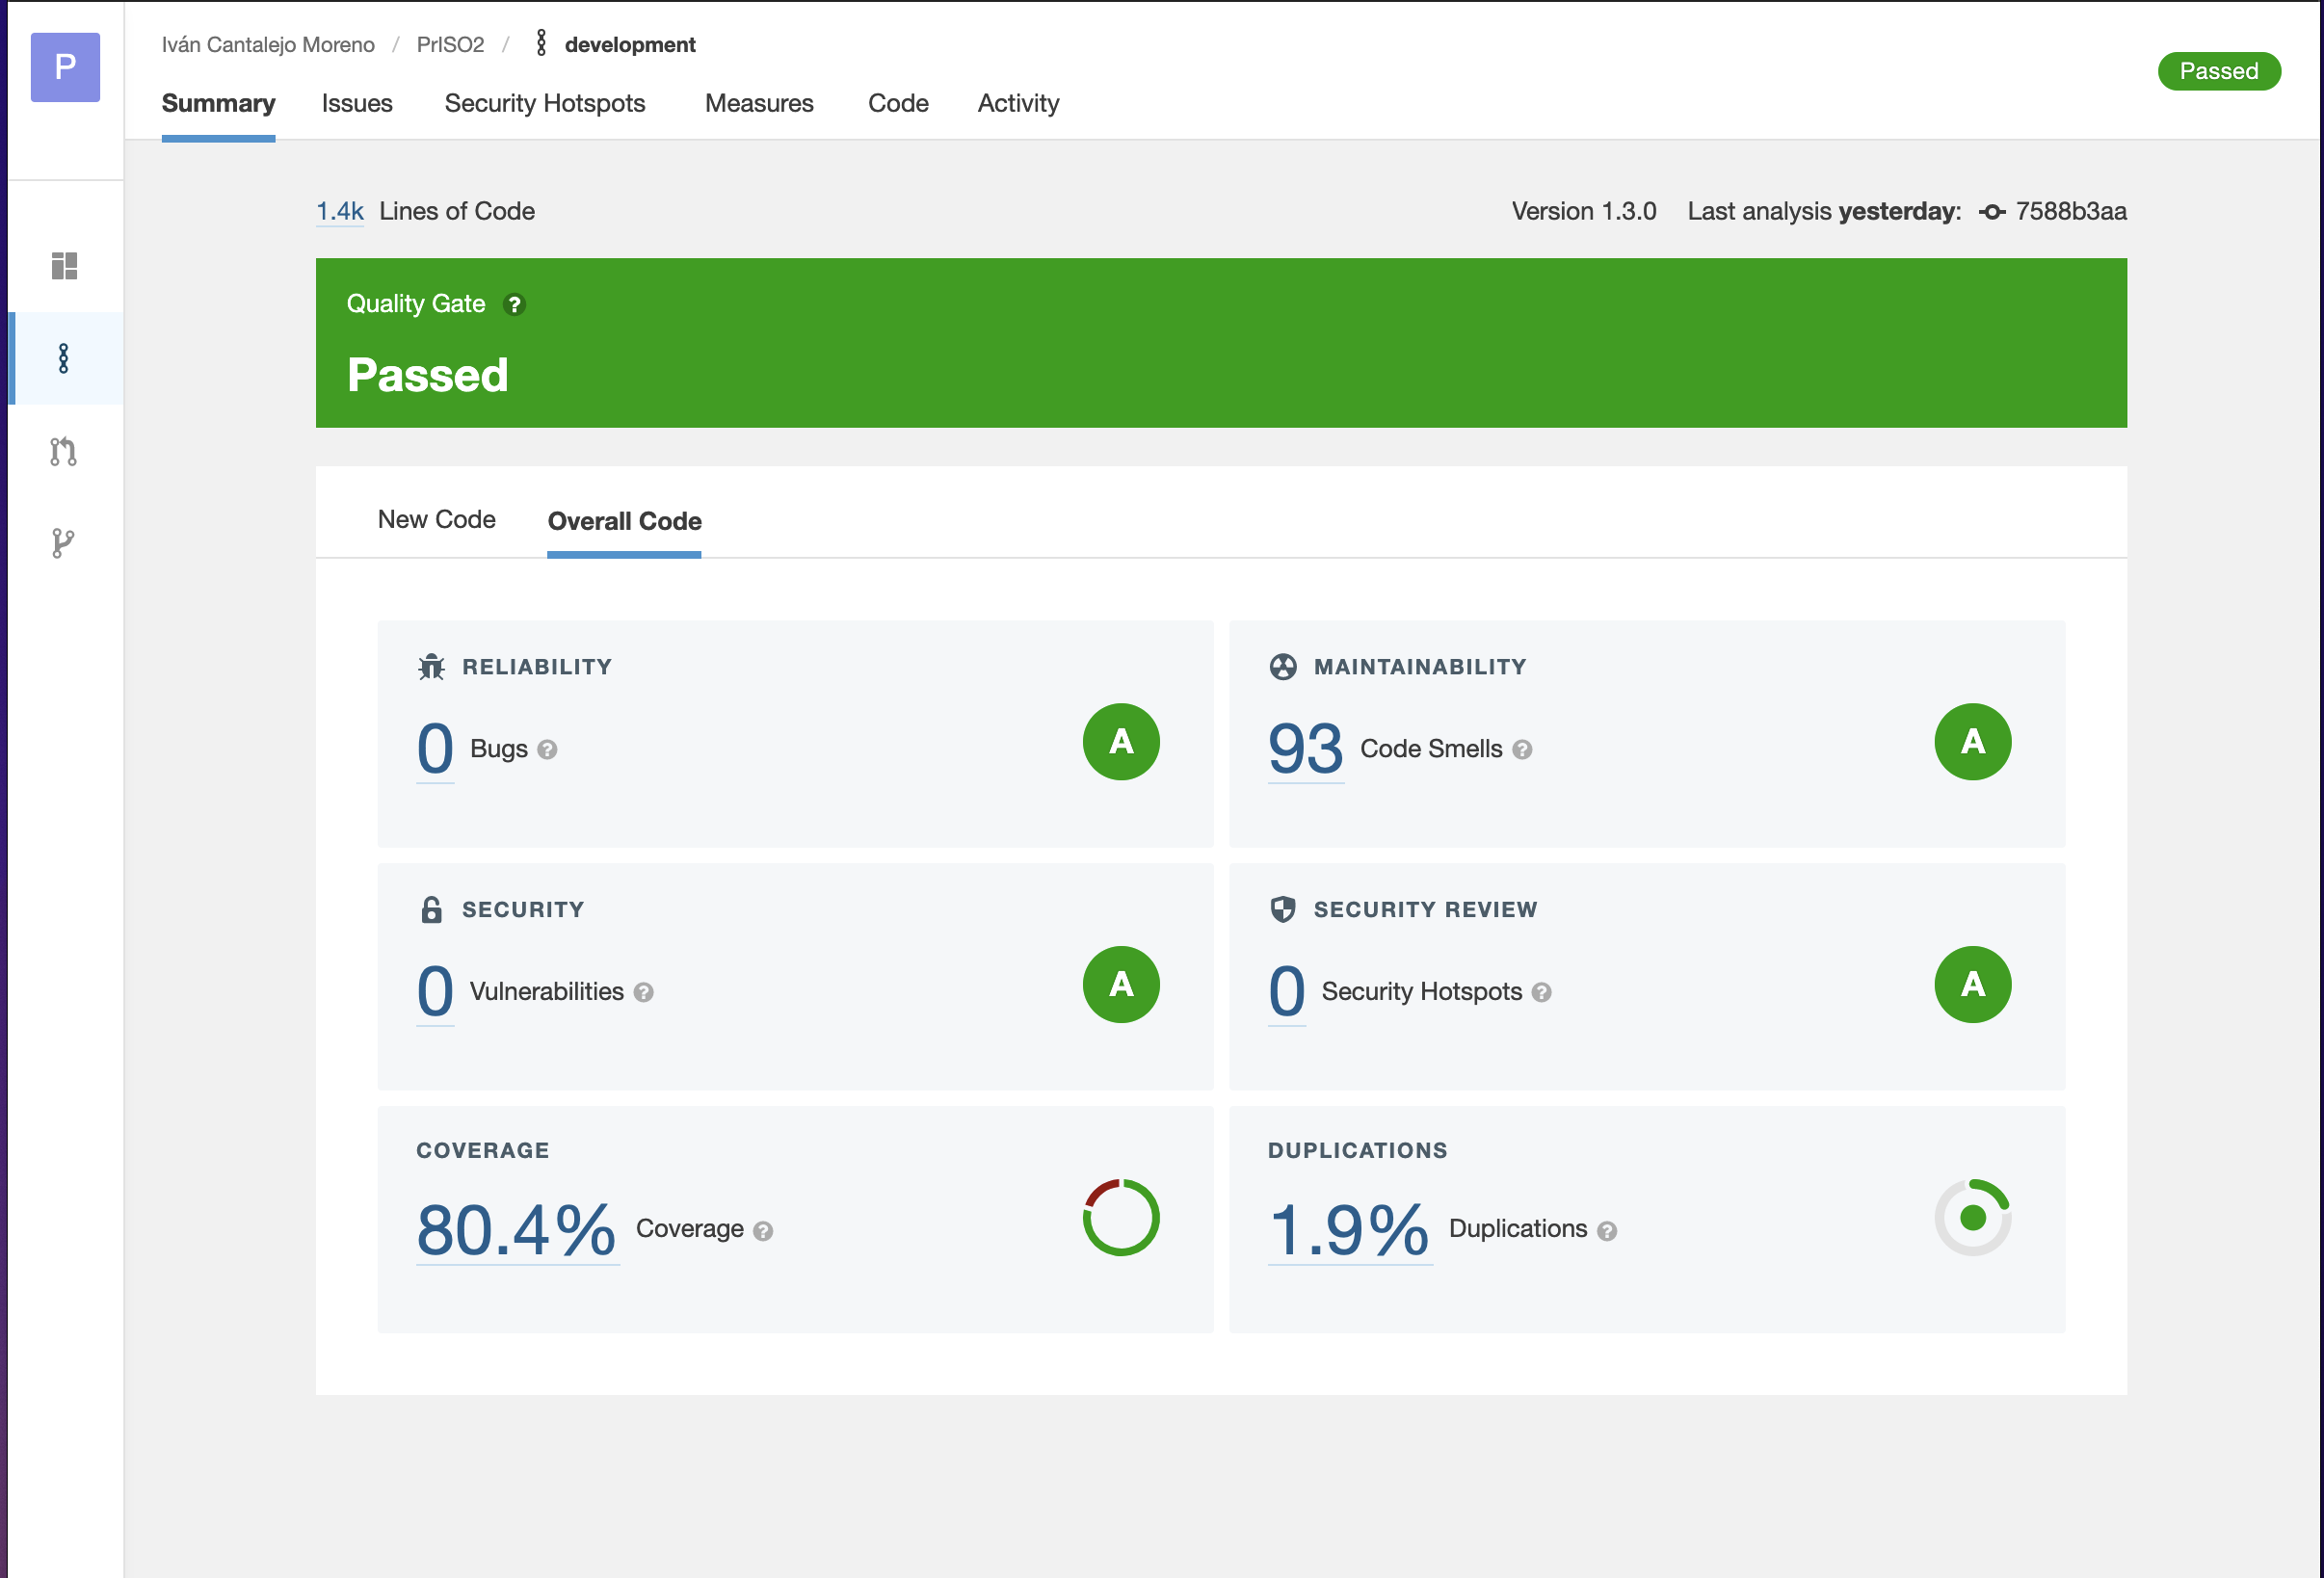 P
Iván Cantalejo Moreno / PrISO2 / development
Passed
Summary Issues Security Hotspots Measures Code Activity
1.4k Lines of Code
Version 1.3.0 Last analysis yesterday: 7588b3aa
Quality Gate ?
Passed
New Code Overall Code
RELIABILITY
0 Bugs ?
A
MAINTAINABILITY
93 Code Smells ?
A
SECURITY
0 Vulnerabilities ?
A
SECURITY REVIEW
0 Security Hotspots ?
A
COVERAGE
80.4% Coverage ?
DUPLICATIONS
1.9% Duplications ?